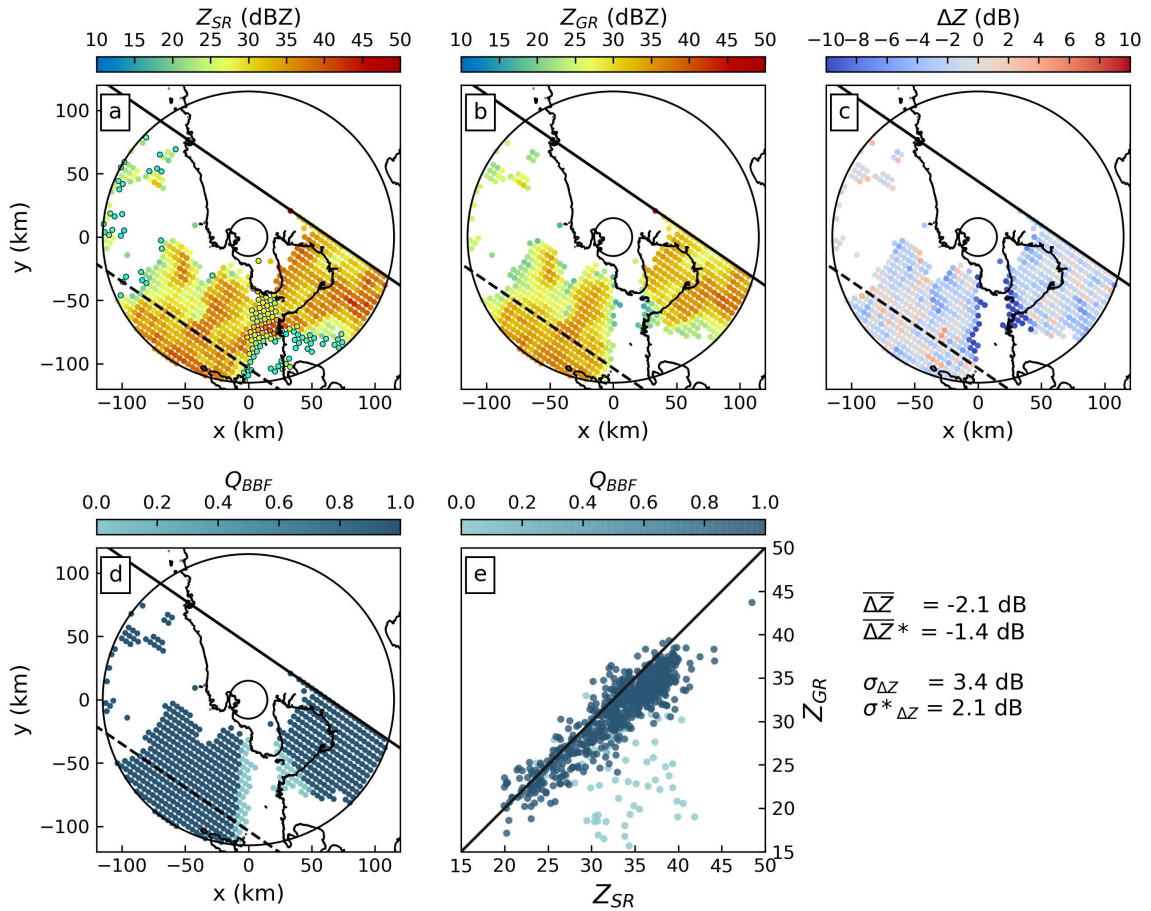 Z_SR (dBZ) Z_GR (dBZ) ΔZ (dB)
10 15 20 25 30 35 40 45 50 10 15 20 25 30 35 40 45 50 −10 −8 −6 −4 −2 0 2 4 6 8 10
a b c
y (km)
100
50
0
−50
−100
−100 −50 0 50 100 −100 −50 0 50 100 −100 −50 0 50 100
x (km) x (km) x (km)
Q_BBF Q_BBF
0.0 0.2 0.4 0.6 0.8 1.0 0.0 0.2 0.4 0.6 0.8 1.0
d e
y (km)
100
50
0
−50
−100
−100 −50 0 50 100
x (km)
50
45
40
35
30
25
20
15
Z_GR
15 20 25 30 35 40 45 50
Z_SR
ΔZ = -2.1 dB
ΔZ * = -1.4 dB
σ_ΔZ = 3.4 dB
σ*_ΔZ = 2.1 dB